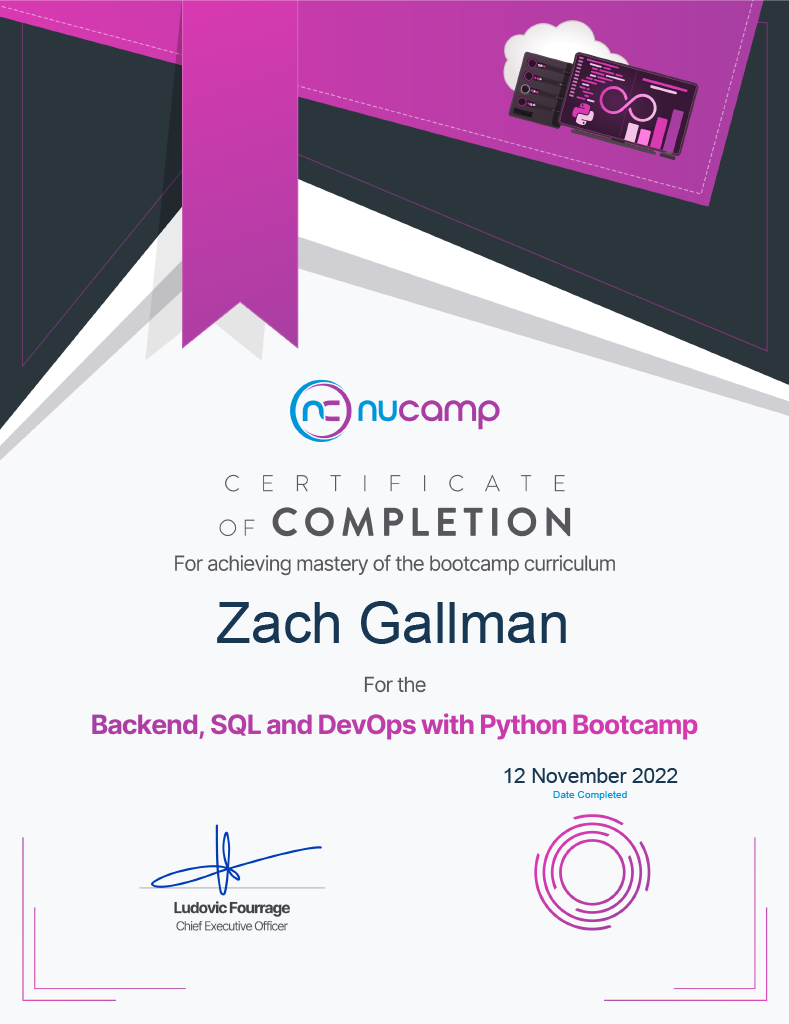 nucamp
CERTIFICATE
OF COMPLETION
For achieving mastery of the bootcamp curriculum
Zach Gallman
For the
Backend, SQL and DevOps with Python Bootcamp
12 November 2022
Date Completed
Ludovic Fourrage
Chief Executive Officer